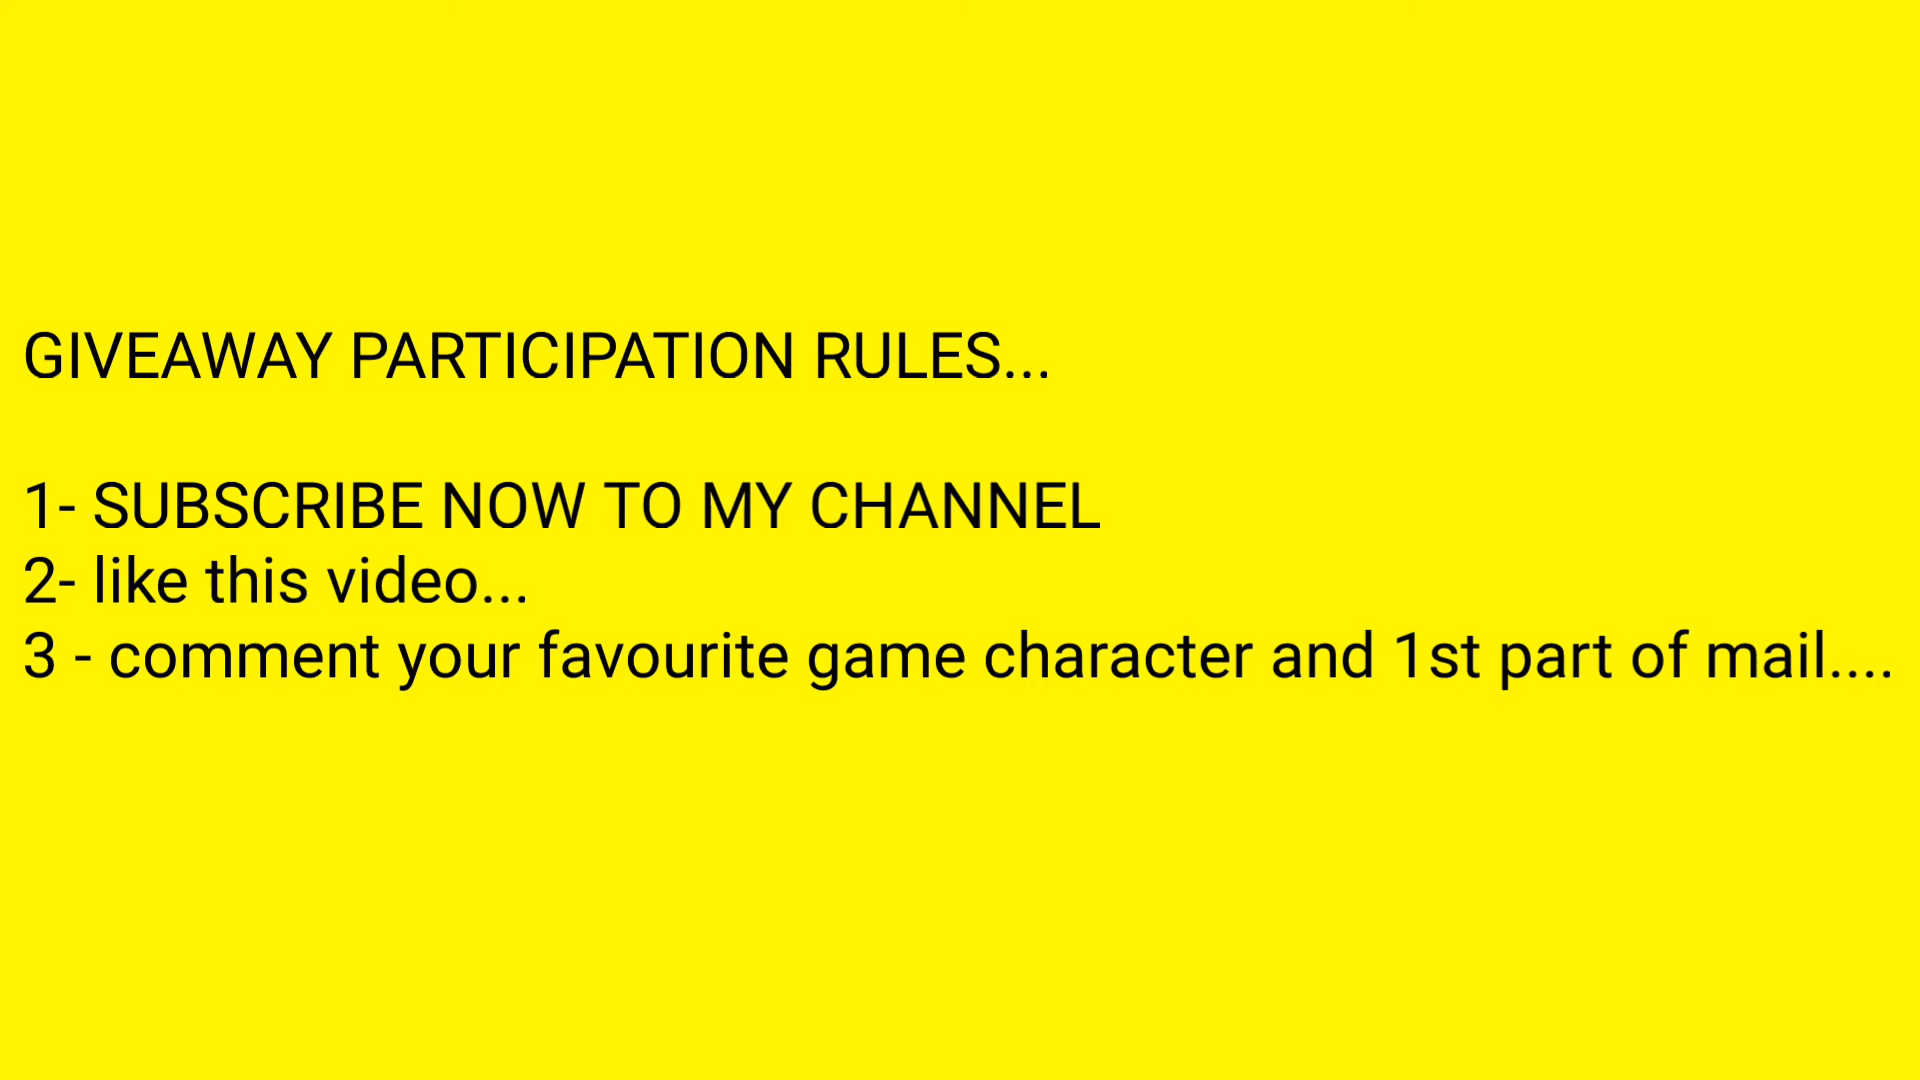 GIVEAWAY PARTICIPATION RULES...
1- SUBSCRIBE NOW TO MY CHANNEL
2- like this video...
3 - comment your favourite game character and 1st part of mail....